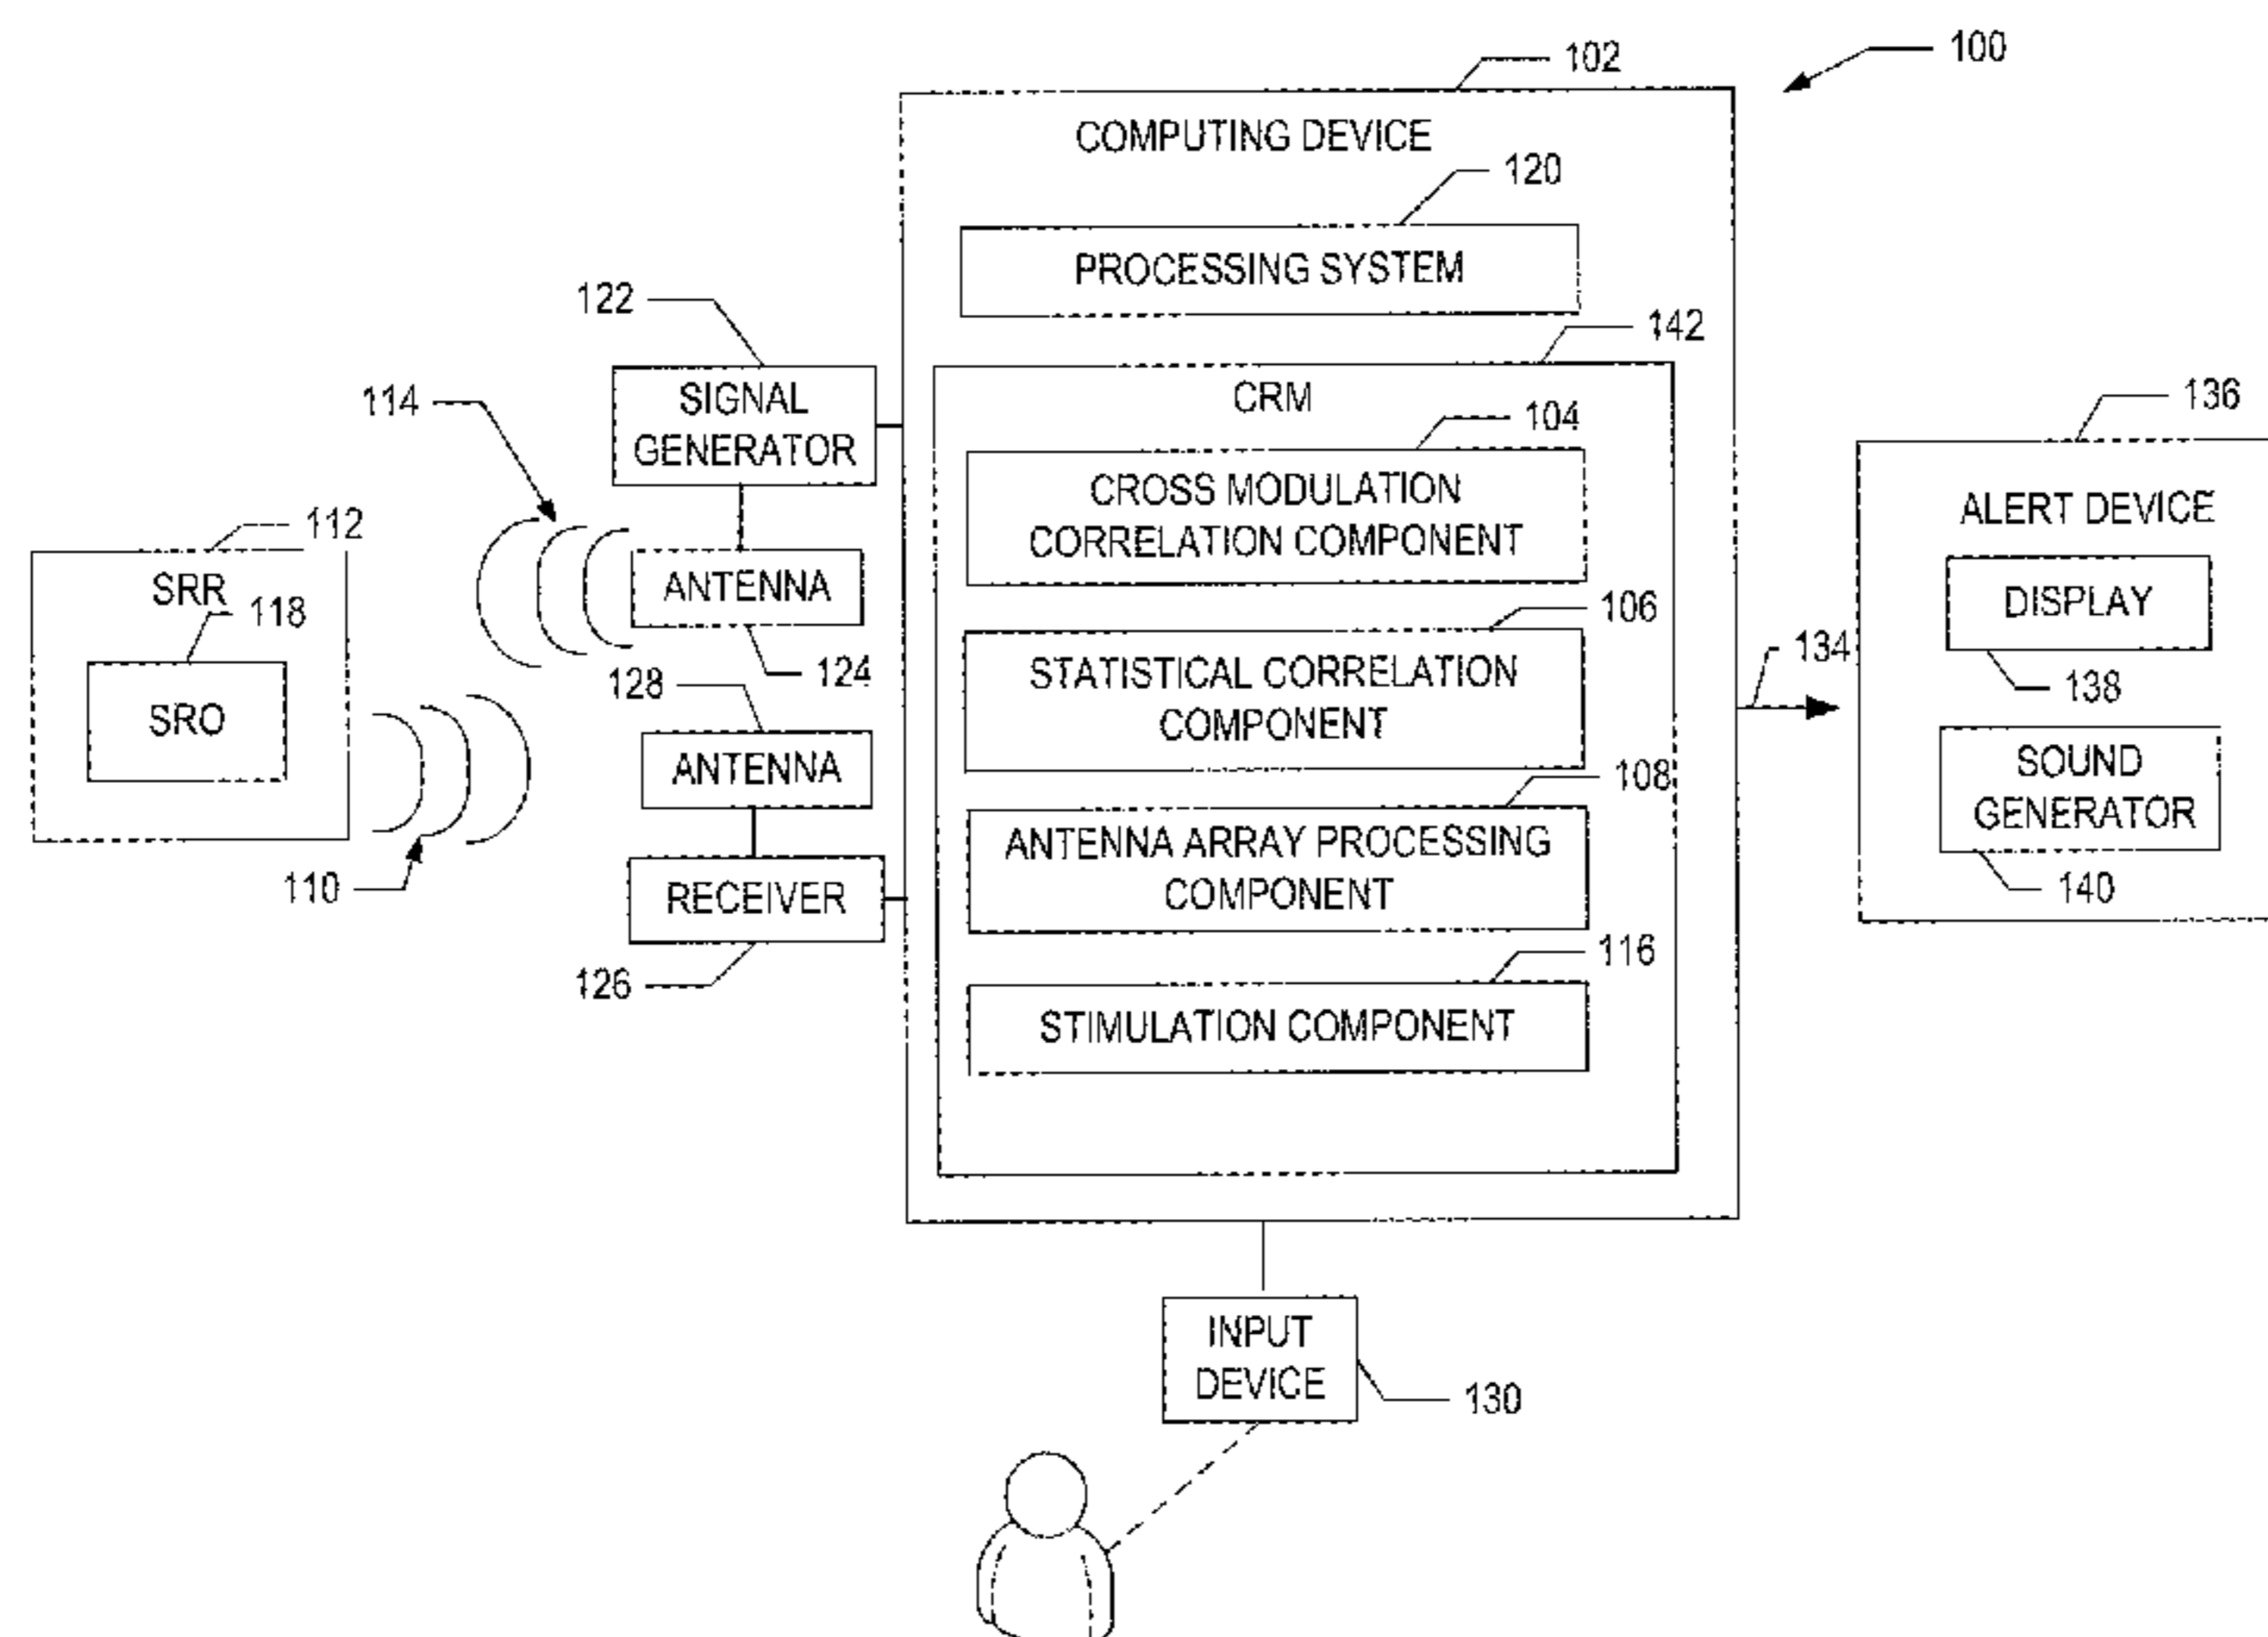 100
102
COMPUTING DEVICE
120
PROCESSING SYSTEM
122
142
SIGNAL
GENERATOR
114
CRM
104
CROSS MODULATION
CORRELATION COMPONENT
136
ALERT DEVICE
112
SRR
118
SRO
ANTENNA
124
DISPLAY
138
106
STATISTICAL CORRELATION
COMPONENT
134
128
ANTENNA
SOUND
GENERATOR
140
108
ANTENNA ARRAY PROCESSING
COMPONENT
110
RECEIVER
126
116
STIMULATION COMPONENT
INPUT
DEVICE
130